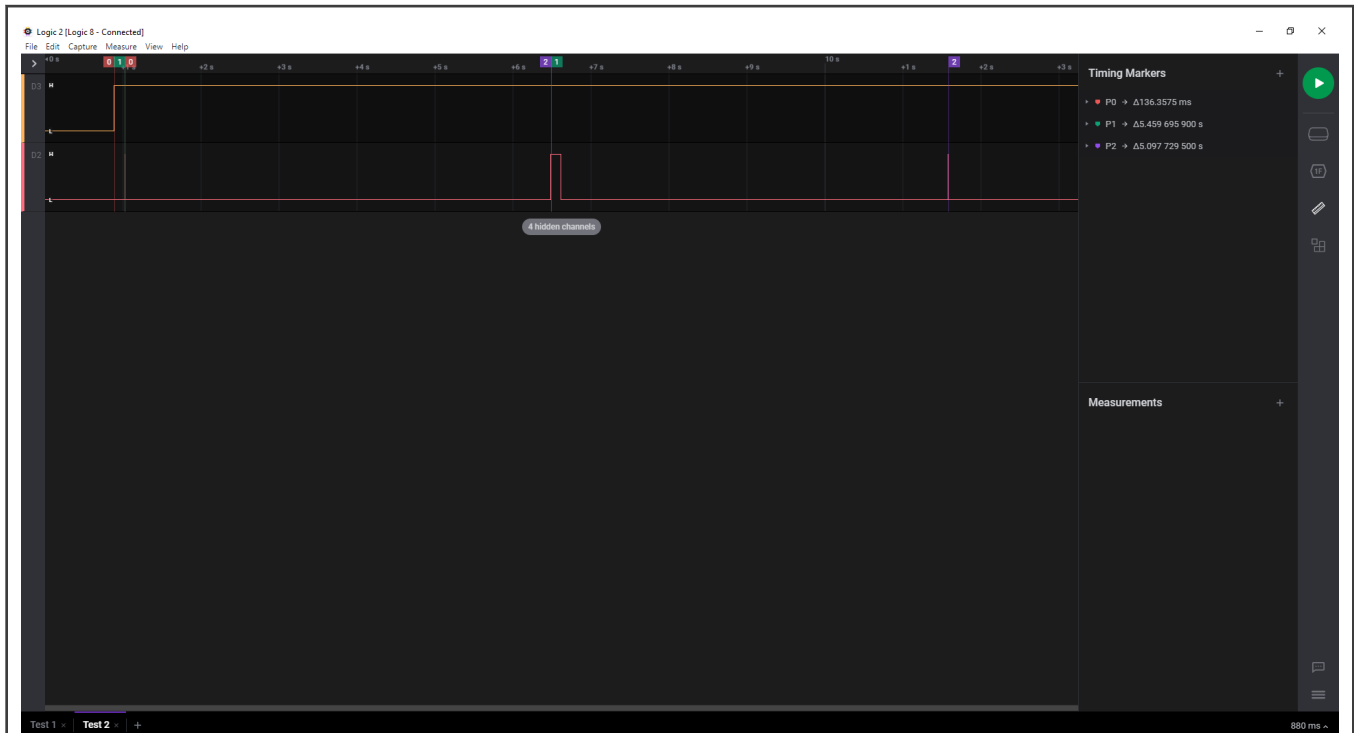 Logic 2 [Logic 8 - Connected]
File Edit Capture Measure View Help
+0 s 0 1 0 +2 s +3 s +4 s +5 s +6 s 2 1 +7 s +8 s +9 s 10 s +1 s 2 +2 s +3 s
Timing Markers +
D3 H
L
P0 → Δ136.3575 ms
P1 → Δ5.459 695 900 s
P2 → Δ5.097 729 500 s
D2 H
L
1F
4 hidden channels
Measurements +
Test 1 × Test 2 × +
880 ms